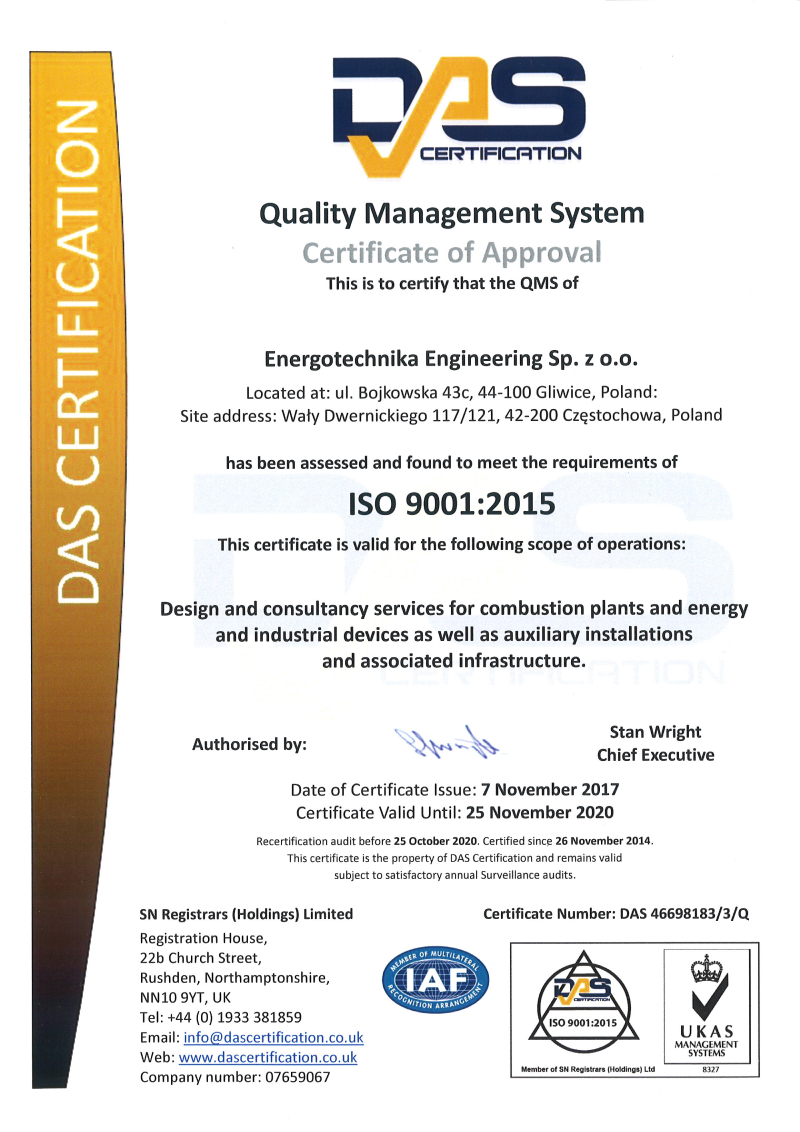 DAS CERTIFICATION
DAS
CERTIFICATION
Quality Management System
Certificate of Approval
This is to certify that the QMS of
Energotechnika Engineering Sp. z o.o.
Located at: ul. Bojkowska 43c, 44-100 Gliwice, Poland:
Site address: Wały Dwernickiego 117/121, 42-200 Częstochowa, Poland
has been assessed and found to meet the requirements of
ISO 9001:2015
This certificate is valid for the following scope of operations:
Design and consultancy services for combustion plants and energy
and industrial devices as well as auxiliary installations
and associated infrastructure.
Authorised by:
Stan Wright
Chief Executive
Date of Certificate Issue: 7 November 2017
Certificate Valid Until: 25 November 2020
Recertification audit before 25 October 2020. Certified since 26 November 2014.
This certificate is the property of DAS Certification and remains valid
subject to satisfactory annual Surveillance audits.
SN Registrars (Holdings) Limited
Registration House,
22b Church Street,
Rushden, Northamptonshire,
NN10 9YT, UK
Tel: +44 (0) 1933 381859
Email: info@dascertification.co.uk
Web: www.dascertification.co.uk
Company number: 07659067
Certificate Number: DAS 46698183/3/Q
MEMBER OF MULTILATERAL
IAF
RECOGNITION ARRANGEMENT
DAS
CERTIFICATION
ISO 9001:2015
Member of SN Registrars (Holdings) Ltd
UKAS
MANAGEMENT
SYSTEMS
8327
DAS
CERTIFICATION